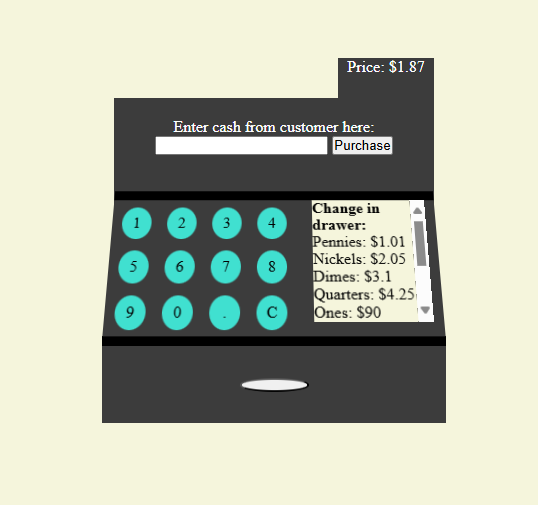 Price: $1.87
Enter cash from customer here:
Purchase
1 2 3 4
5 6 7 8
9 0 . C
Change in
drawer:
Pennies: $1.01
Nickels: $2.05
Dimes: $3.1
Quarters: $4.25
Ones: $90